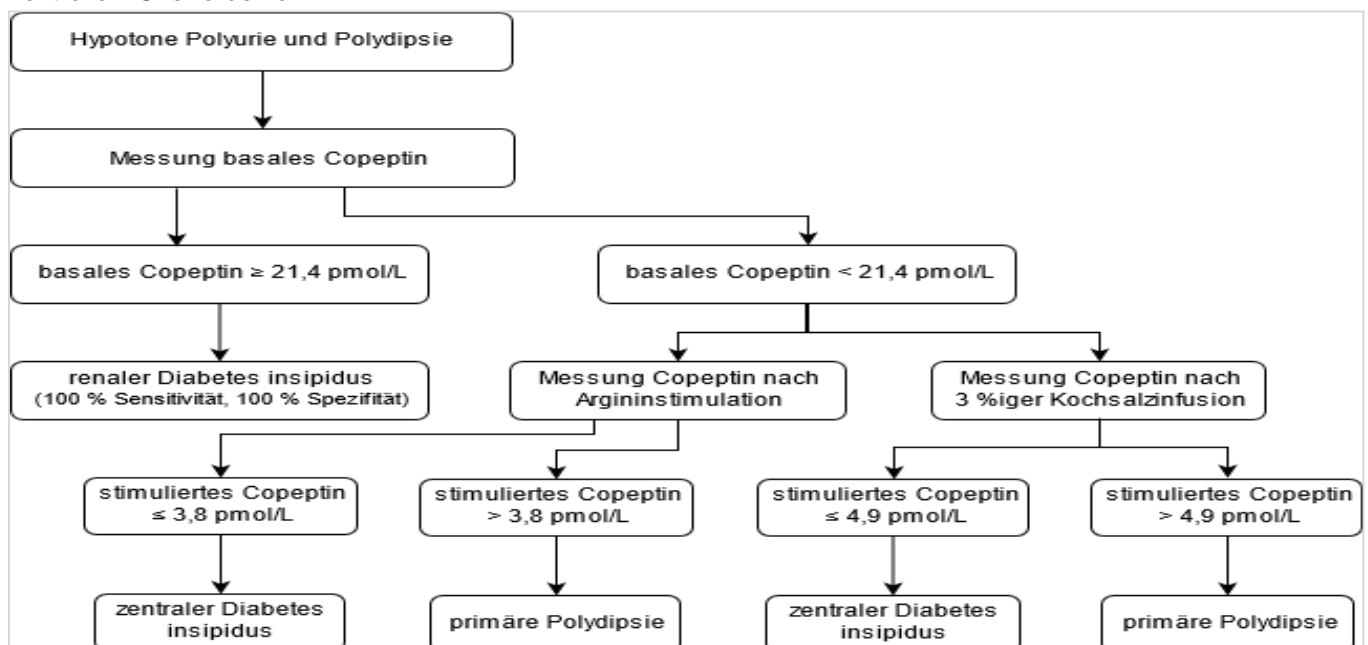 Hypotone Polyurie und Polydipsie
Messung basales Copeptin
basales Copeptin ≥ 21,4 pmol/L
basales Copeptin < 21,4 pmol/L
renaler Diabetes insipidus
(100 % Sensitivität, 100 % Spezifität)
Messung Copeptin nach
Argininstimulation
Messung Copeptin nach
3 %iger Kochsalzinfusion
stimuliertes Copeptin
≤ 3,8 pmol/L
stimuliertes Copeptin
> 3,8 pmol/L
stimuliertes Copeptin
≤ 4,9 pmol/L
stimuliertes Copeptin
> 4,9 pmol/L
zentraler Diabetes
insipidus
primäre Polydipsie
zentraler Diabetes
insipidus
primäre Polydipsie